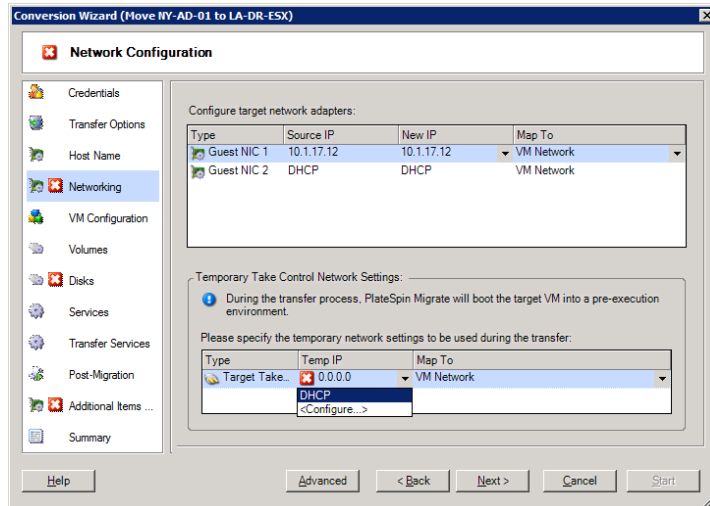 Conversion Wizard (Move NY-AD-01 to LA-DR-ESX)
Network Configuration
Credentials
Transfer Options
Host Name
Networking
VM Configuration
Volumes
Disks
Services
Transfer Services
Post-Migration
Additional Items ...
Summary
Configure target network adapters:
Type Source IP New IP Map To
Guest NIC 1 10.1.17.12 10.1.17.12 VM Network
Guest NIC 2 DHCP DHCP VM Network
Temporary Take Control Network Settings:
During the transfer process, PlateSpin Migrate will boot the target VM into a pre-execution
environment.
Please specify the temporary network settings to be used during the transfer:
Type Temp IP Map To
Target Take... 0.0.0.0 VM Network
DHCP
<Configure...>
Help Advanced < Back Next > Cancel Start